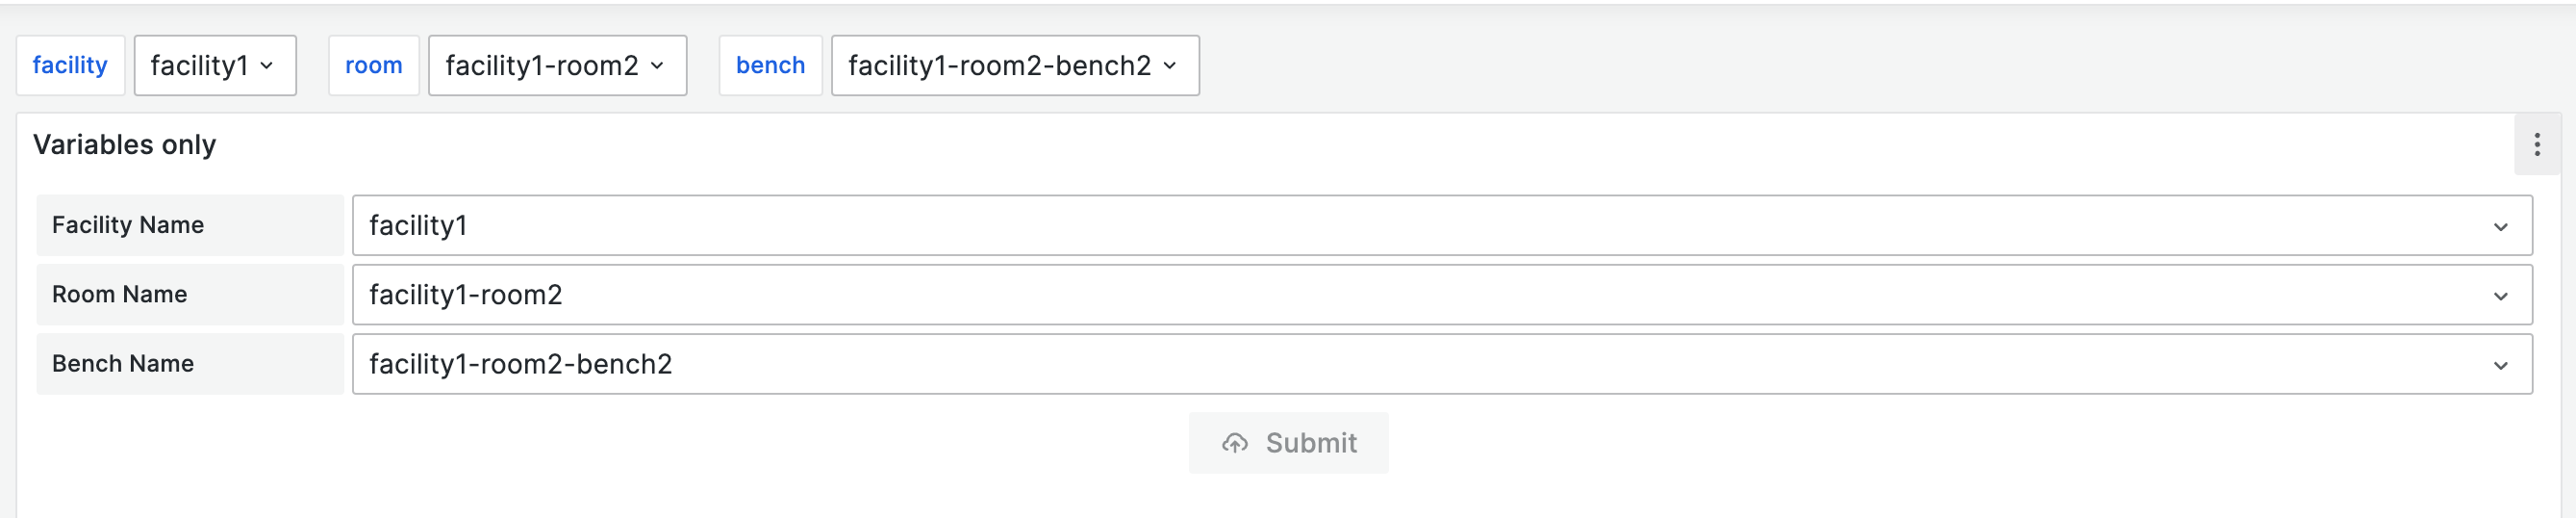 facility facility1 room facility1-room2 bench facility1-room2-bench2
Variables only
Facility Name facility1
Room Name facility1-room2
Bench Name facility1-room2-bench2
Submit